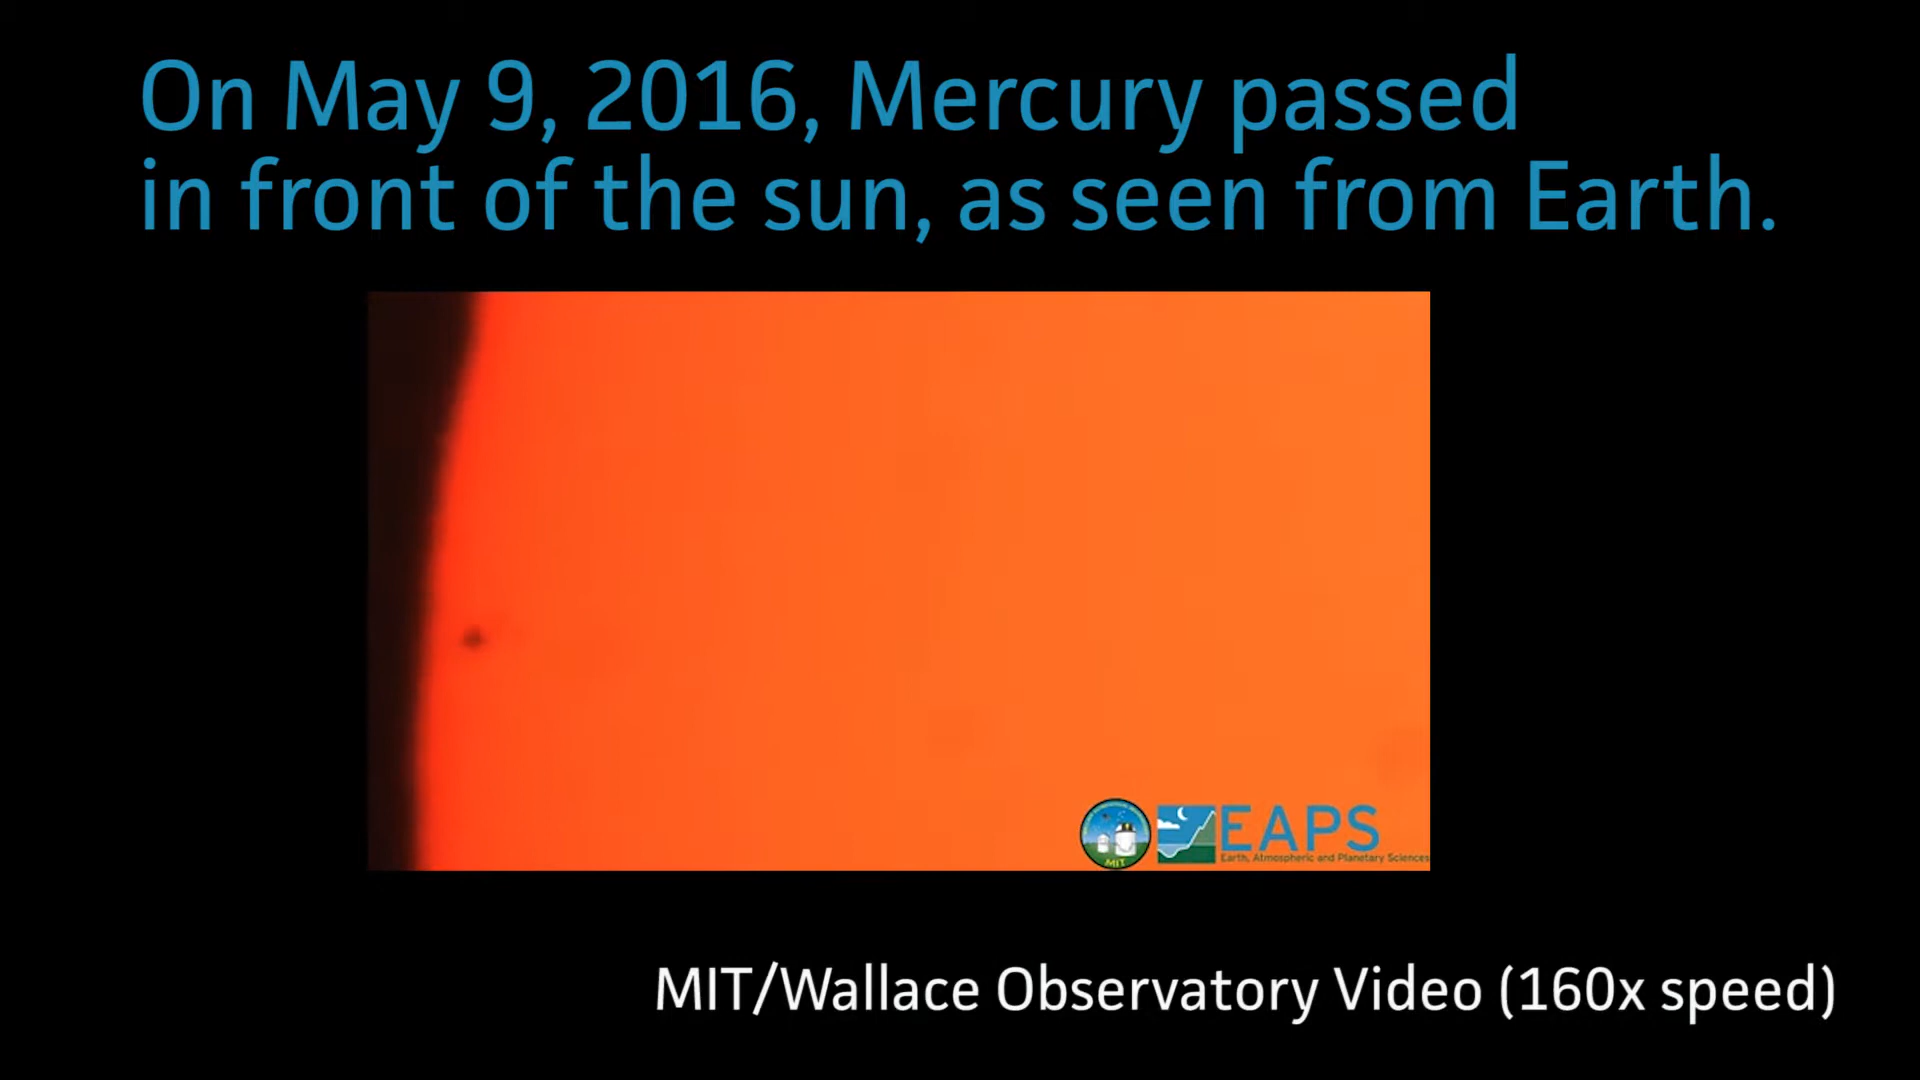 On May 9, 2016, Mercury passed
in front of the sun, as seen from Earth.
MIT
EAPS
Earth, Atmospheric and Planetary Sciences
MIT/Wallace Observatory Video (160x speed)